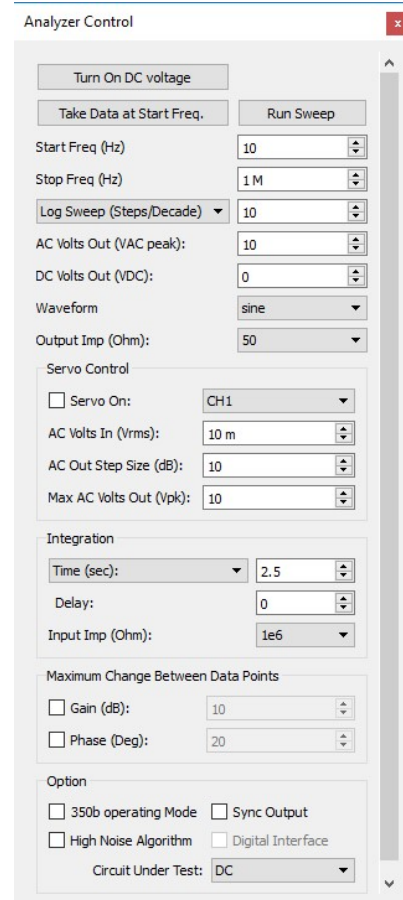 Analyzer Control
x
Turn On DC voltage
Take Data at Start Freq. Run Sweep
Start Freq (Hz) 10
Stop Freq (Hz) 1 M
Log Sweep (Steps/Decade) 10
AC Volts Out (VAC peak): 10
DC Volts Out (VDC): 0
Waveform sine
Output Imp (Ohm): 50
Servo Control
Servo On: CH1
AC Volts In (Vrms): 10 m
AC Out Step Size (dB): 10
Max AC Volts Out (Vpk): 10
Integration
Time (sec): 2.5
Delay: 0
Input Imp (Ohm): 1e6
Maximum Change Between Data Points
Gain (dB): 10
Phase (Deg): 20
Option
350b operating Mode Sync Output
High Noise Algorithm Digital Interface
Circuit Under Test: DC